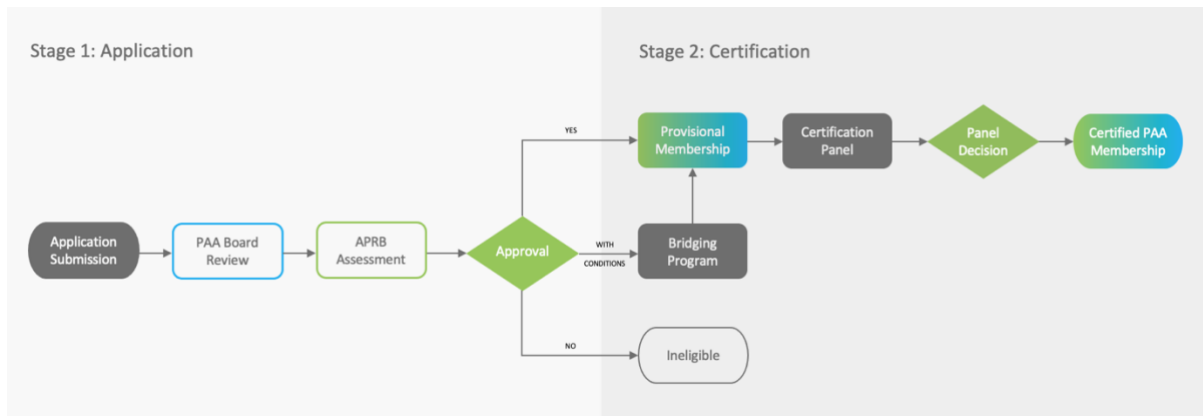 Stage 1: Application
Stage 2: Certification
YES
Provisional
Membership
Certification
Panel
Panel
Decision
Certified PAA
Membership
Application
Submission
PAA Board
Review
APRB
Assessment
Approval
WITH
CONDITIONS
Bridging
Program
NO
Ineligible